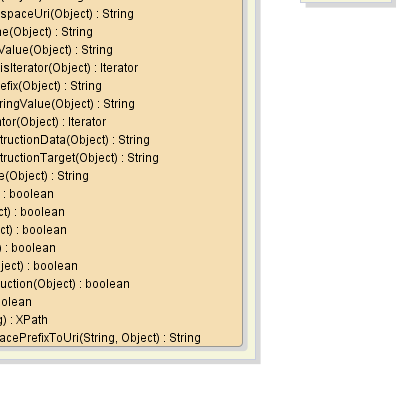 spaceUri(Object) : String
e(Object) : String
Value(Object) : String
isIterator(Object) : Iterator
efix(Object) : String
ringValue(Object) : String
tor(Object) : Iterator
tructionData(Object) : String
tructionTarget(Object) : String
e(Object) : String
: boolean
ct) : boolean
ct) : boolean
) : boolean
ject) : boolean
uction(Object) : boolean
olean
g) : XPath
acePrefixToUri(String, Object) : String